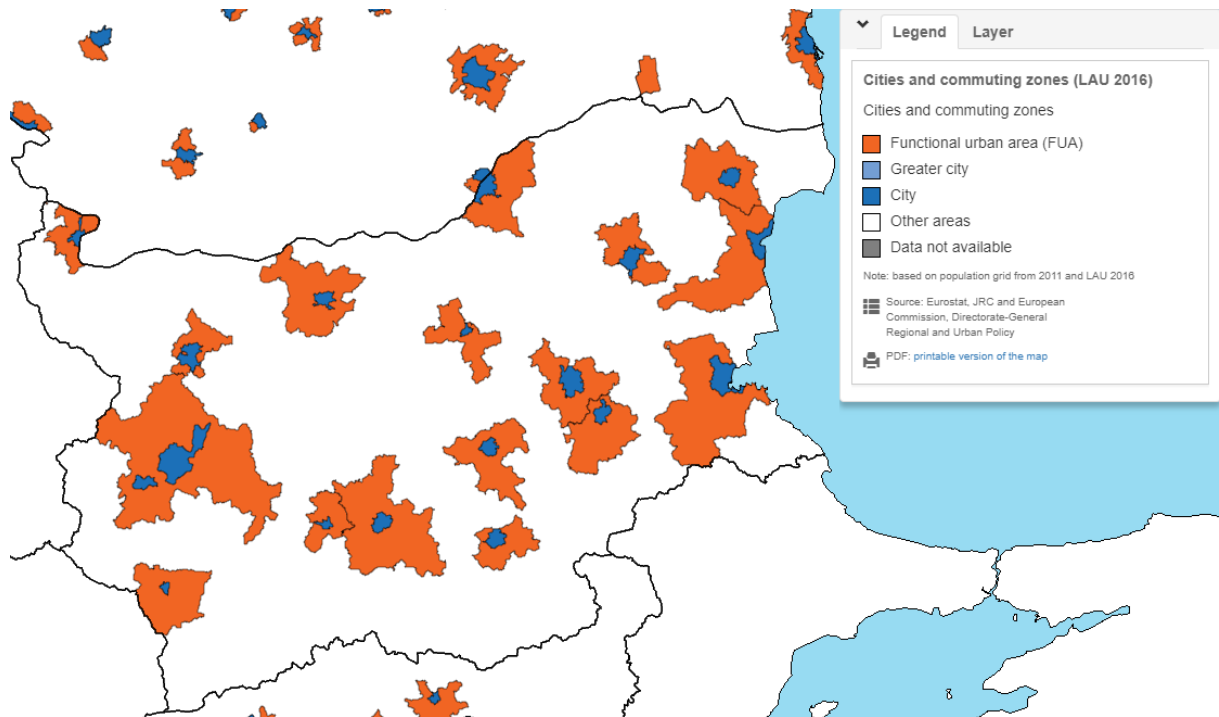 Legend
Layer
Cities and commuting zones (LAU 2016)
Cities and commuting zones
Functional urban area (FUA)
Greater city
City
Other areas
Data not available
Note: based on population grid from 2011 and LAU 2016
Source: Eurostat, JRC and European
Commission, Directorate-General
Regional and Urban Policy
PDF: printable version of the map